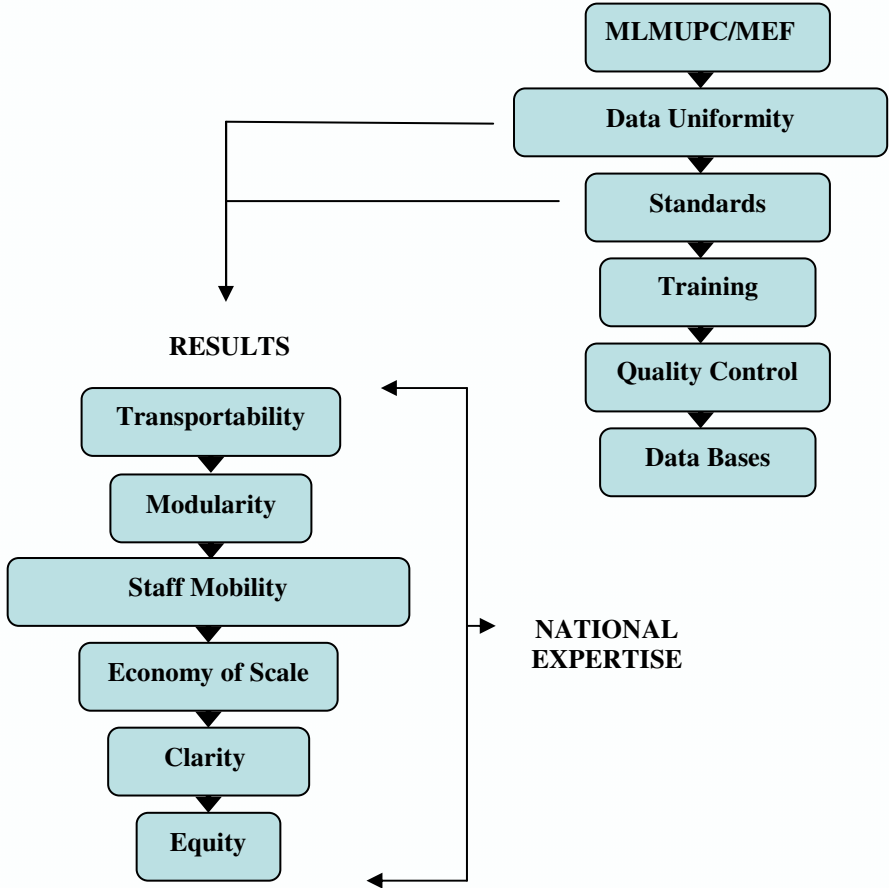 MLMUPC/MEF
Data Uniformity
Standards
Training
Quality Control
Data Bases
RESULTS
Transportability
Modularity
Staff Mobility
Economy of Scale
Clarity
Equity
NATIONAL
EXPERTISE